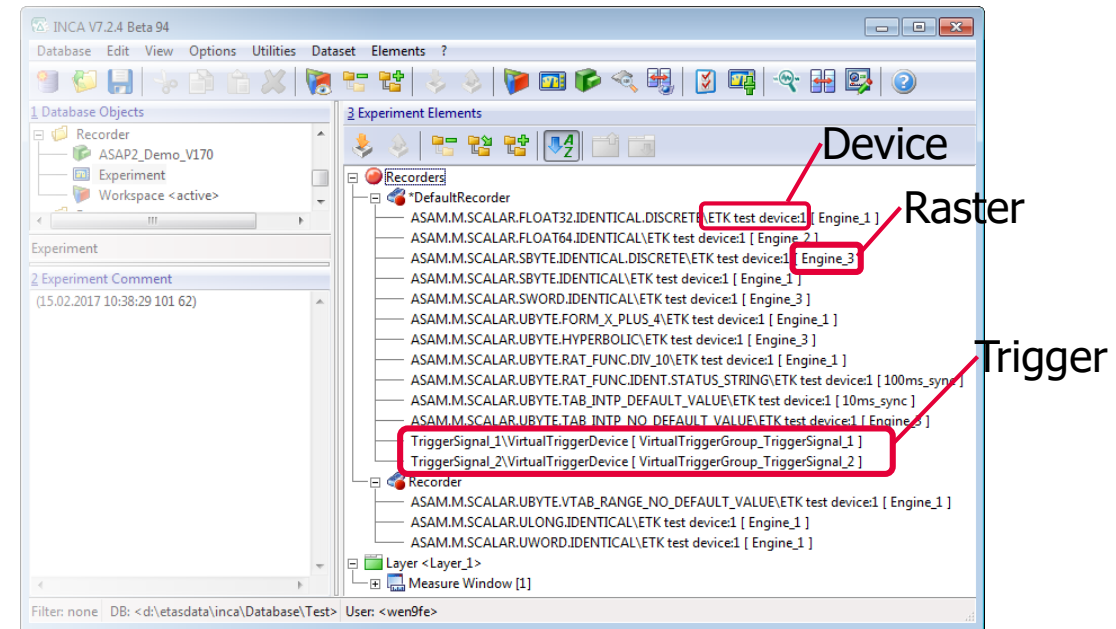 INCA V7.2.4 Beta 94
Database Edit View Options Utilities Dataset Elements ?
1 Database Objects
Recorder
ASAP2_Demo_V170
Experiment
Workspace <active>
Experiment
2 Experiment Comment
(15.02.2017 10:38:29 101 62)
3 Experiment Elements
Device
Recorders
*DefaultRecorder
Raster
ASAM.M.SCALAR.FLOAT32.IDENTICAL.DISCRETE\ETK test device:1 [ Engine_1 ]
ASAM.M.SCALAR.FLOAT64.IDENTICAL\ETK test device:1 [ Engine_2 ]
ASAM.M.SCALAR.SBYTE.IDENTICAL.DISCRETE\ETK test device:1 [ Engine_3 ]
ASAM.M.SCALAR.SBYTE.IDENTICAL\ETK test device:1 [ Engine_1 ]
ASAM.M.SCALAR.SWORD.IDENTICAL\ETK test device:1 [ Engine_3 ]
ASAM.M.SCALAR.UBYTE.FORM_X_PLUS_4\ETK test device:1 [ Engine_1 ]
ASAM.M.SCALAR.UBYTE.HYPERBOLIC\ETK test device:1 [ Engine_3 ]
Trigger
ASAM.M.SCALAR.UBYTE.RAT_FUNC.DIV_10\ETK test device:1 [ Engine_1 ]
ASAM.M.SCALAR.UBYTE.RAT_FUNC.IDENT.STATUS_STRING\ETK test device:1 [ 100ms_sync ]
ASAM.M.SCALAR.UBYTE.TAB_INTP_DEFAULT_VALUE\ETK test device:1 [ 10ms_sync ]
ASAM.M.SCALAR.UBYTE.TAB_INTP_NO_DEFAULT_VALUE\ETK test device:1 [ Engine_3 ]
TriggerSignal_1\VirtualTriggerDevice [ VirtualTriggerGroup_TriggerSignal_1 ]
TriggerSignal_2\VirtualTriggerDevice [ VirtualTriggerGroup_TriggerSignal_2 ]
Recorder
ASAM.M.SCALAR.UBYTE.VTAB_RANGE_NO_DEFAULT_VALUE\ETK test device:1 [ Engine_1 ]
ASAM.M.SCALAR.ULONG.IDENTICAL\ETK test device:1 [ Engine_1 ]
ASAM.M.SCALAR.UWORD.IDENTICAL\ETK test device:1 [ Engine_1 ]
Layer <Layer_1>
Measure Window [1]
Filter: none DB: <d:\etasdata\inca\Database\Test> User: <wen9fe>